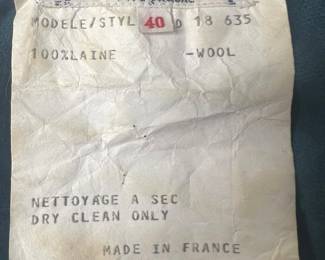 MODELE/STYL 40 D 18 635
100%LAINE -WOOL
NETTOYAGE A SEC
DRY CLEAN ONLY
MADE IN FRANCE